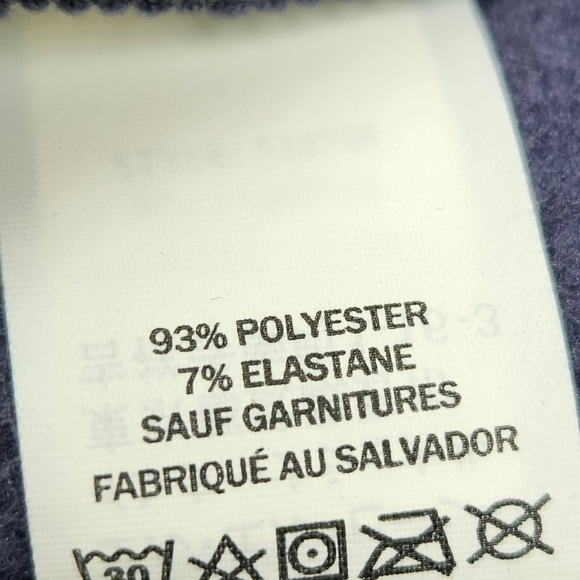 93% POLYESTER
7% ELASTANE
SAUF GARNITURES
FABRIQUÉ AU SALVADOR
30